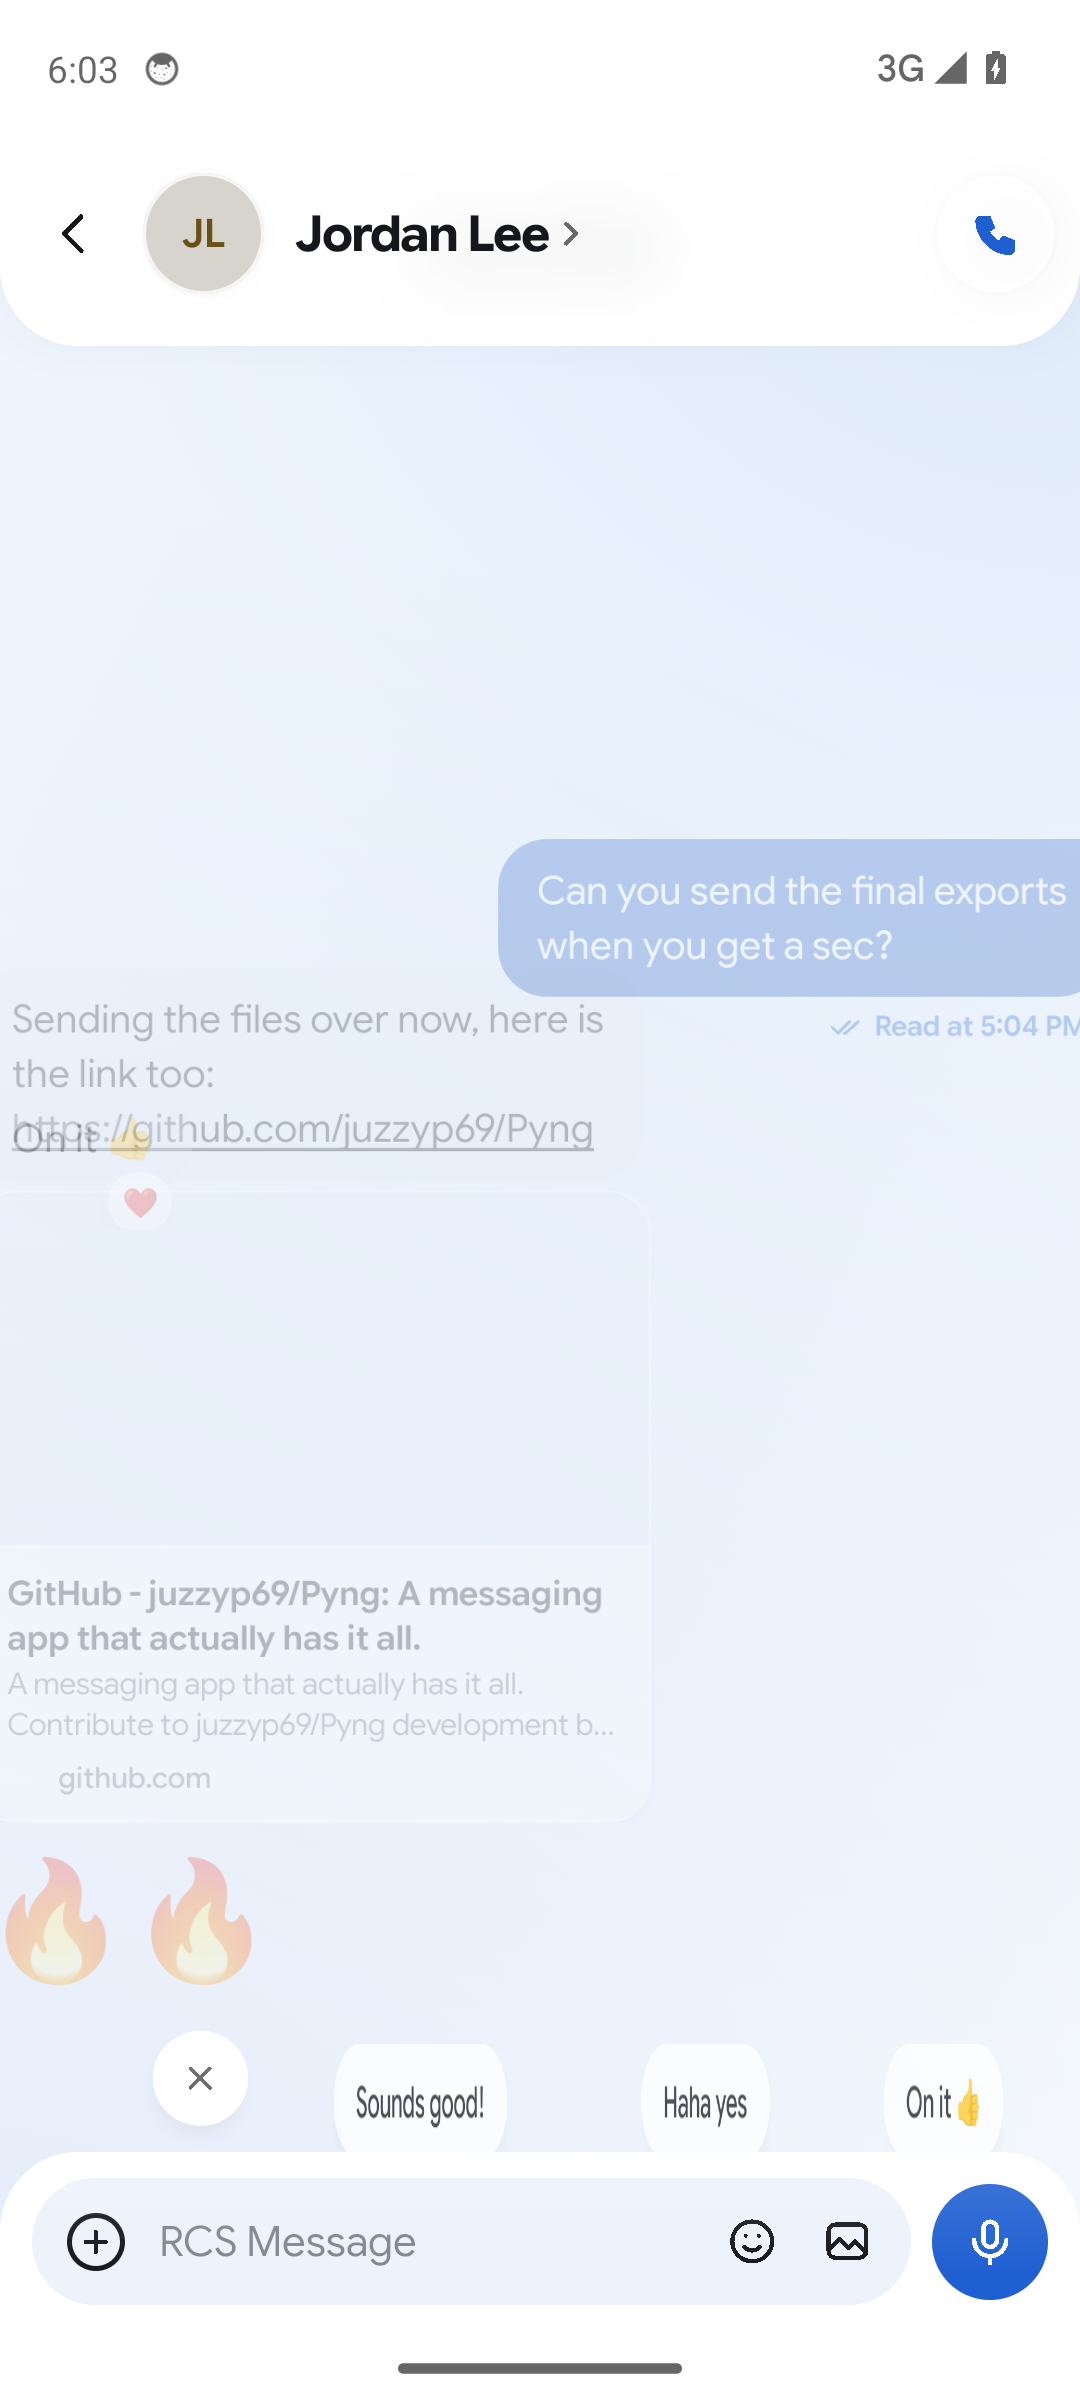 6:03
3G
JL
Jordan Lee
Can you send the final exports
when you get a sec?
Read at 5:04 PM
Sending the files over now, here is
the link too:
https://github.com/juzzyp69/Pyng
On it 👍
❤️
GitHub - juzzyp69/Pyng: A messaging
app that actually has it all.
A messaging app that actually has it all.
Contribute to juzzyp69/Pyng development b...
github.com
🔥 🔥
Sounds good!
Haha yes
On it 👍
RCS Message